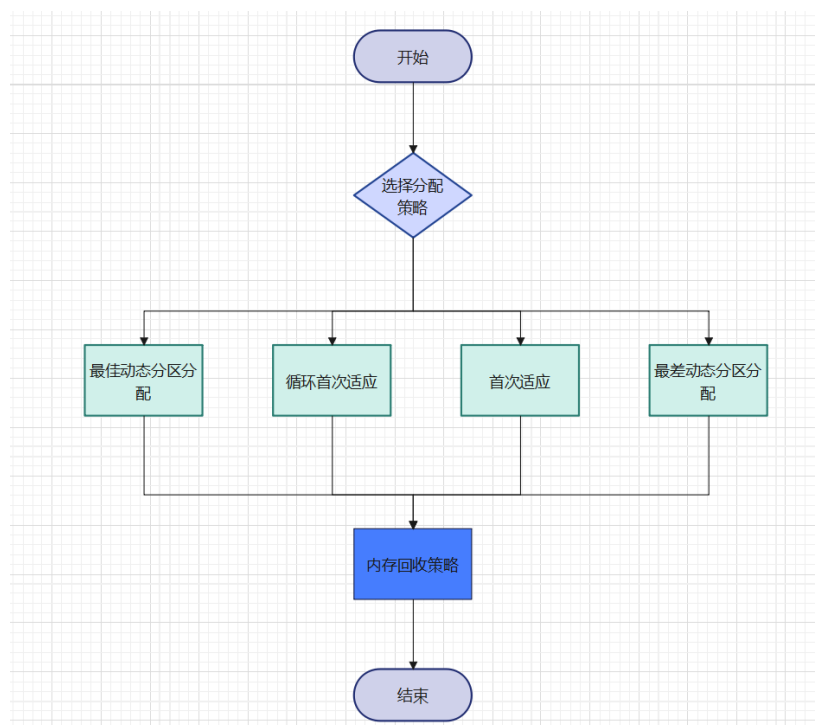 开始
选择分配
策略
最佳动态分区分
配
循环首次适应
首次适应
最差动态分区分
配
内存回收策略
结束